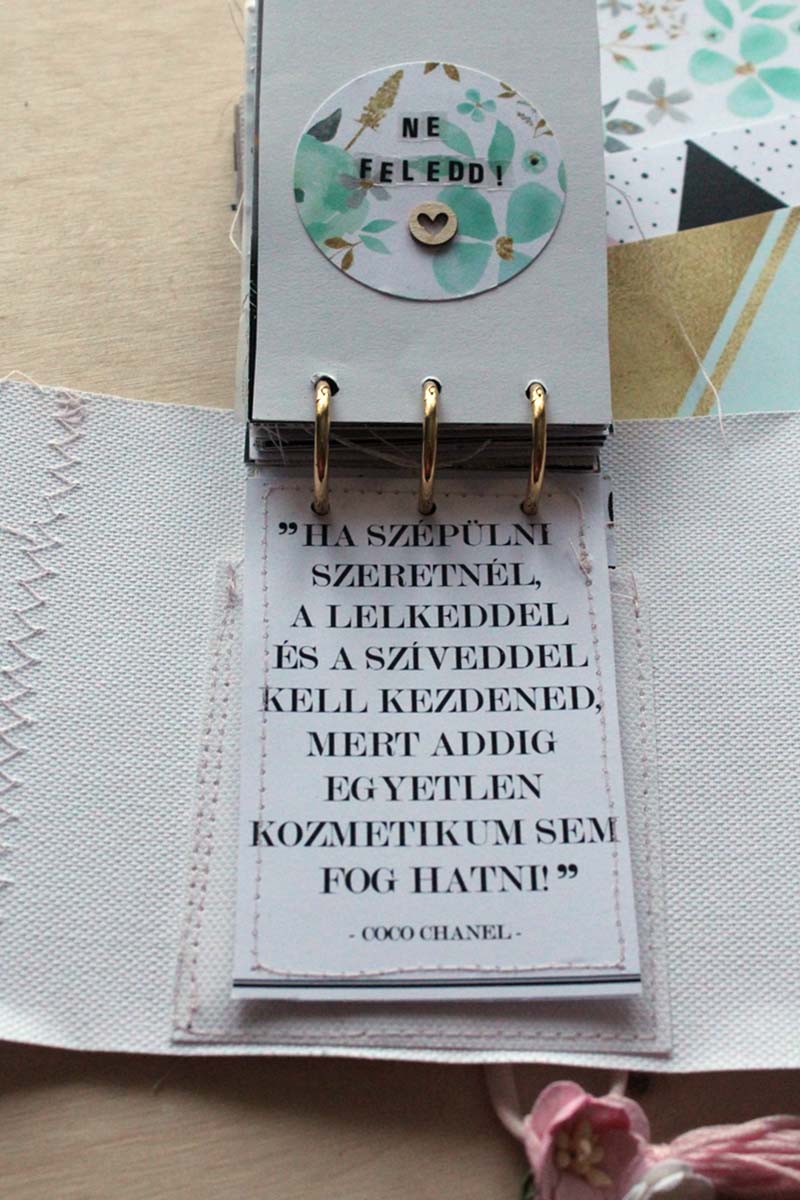 NE
FELEDD!
”HA SZÉPÜLNI
SZERETNÉL,
A LELKEDDEL
ÉS A SZÍVEDDEL
KELL KEZDENED,
MERT ADDIG
EGYETLEN
KOZMETIKUM SEM
FOG HATNI!”
- COCO CHANEL -